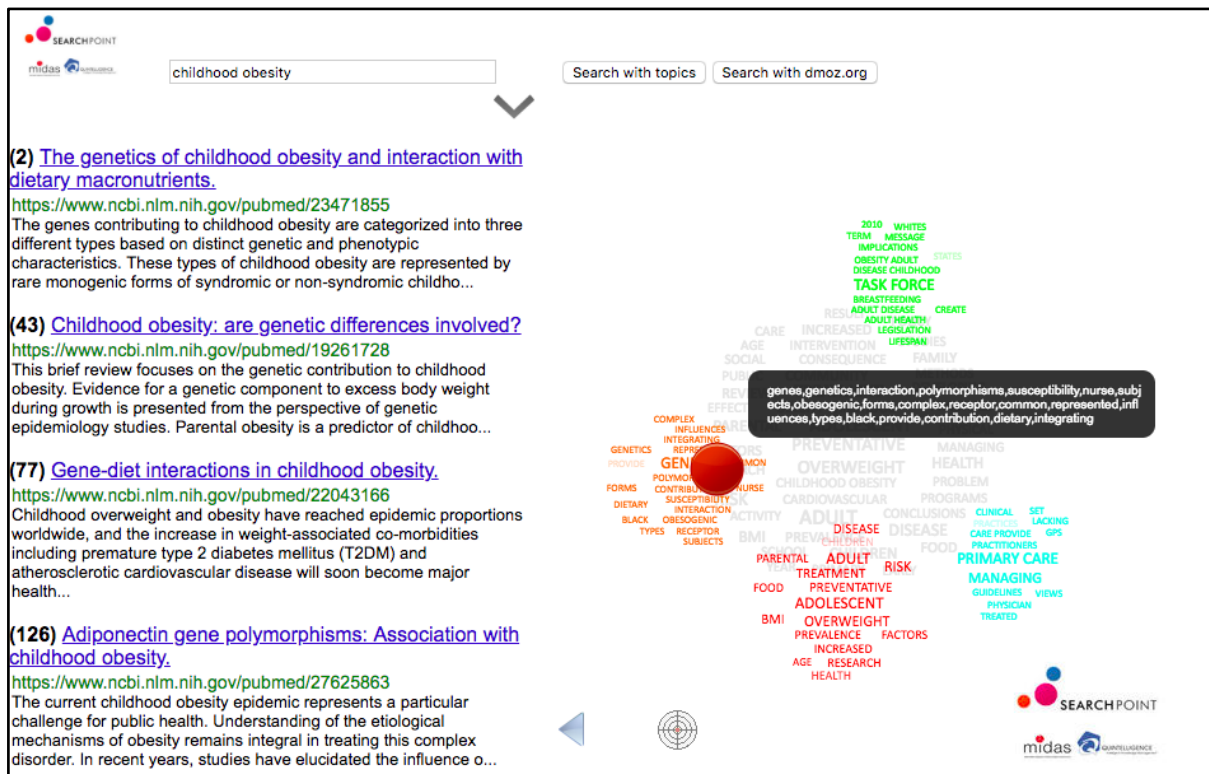 SEARCHPOINT
midas QUINTELLIGENCE
childhood obesity
Search with topics
Search with dmoz.org
(2) The genetics of childhood obesity and interaction with
dietary macronutrients.
https://www.ncbi.nlm.nih.gov/pubmed/23471855
The genes contributing to childhood obesity are categorized into three
different types based on distinct genetic and phenotypic
characteristics. These types of childhood obesity are represented by
rare monogenic forms of syndromic or non-syndromic childho...
(43) Childhood obesity: are genetic differences involved?
https://www.ncbi.nlm.nih.gov/pubmed/19261728
This brief review focuses on the genetic contribution to childhood
obesity. Evidence for a genetic component to excess body weight
during growth is presented from the perspective of genetic
epidemiology studies. Parental obesity is a predictor of childhoo...
(77) Gene-diet interactions in childhood obesity.
https://www.ncbi.nlm.nih.gov/pubmed/22043166
Childhood overweight and obesity have reached epidemic proportions
worldwide, and the increase in weight-associated co-morbidities
including premature type 2 diabetes mellitus (T2DM) and
atherosclerotic cardiovascular disease will soon become major
health...
(126) Adiponectin gene polymorphisms: Association with
childhood obesity.
https://www.ncbi.nlm.nih.gov/pubmed/27625863
The current childhood obesity epidemic represents a particular
challenge for public health. Understanding of the etiological
mechanisms of obesity remains integral in treating this complex
disorder. In recent years, studies have elucidated the influence o...
2010 WHITES
TERM MESSAGE
IMPLICATIONS
OBESITY ADULT STATES
DISEASE CHILDHOOD
TASK FORCE
BREASTFEEDING
ADULT DISEASE CREATE
ADULT HEALTH
LEGISLATION
LIFESPAN
CARE INCREASED
AGE INTERVENTION
SOCIAL CONSEQUENCE FAMILY
genes,genetics,interaction,polymorphisms,susceptibility,nurse,subj
ects,obesogenic,forms,complex,receptor,common,represented,infl
uences,types,black,provide,contribution,dietary,integrating
COMPLEX
INFLUENCES
INTEGRATING
GENETICS
PROVIDE
FORMS
NURSE
DIETARY SUSCEPTIBILITY
INTERACTION
BLACK OBESOGENIC
TYPES RECEPTOR
SUBJECTS
PREVENTATIVE MANAGING
OVERWEIGHT HEALTH
CHILDHOOD OBESITY PROBLEM
CARDIOVASCULAR PROGRAMS
ACTIVITY ADULT CONCLUSIONS
BMI DISEASE
SCHOOL CHILDREN FOOD
DISEASE
CHILDREN
PARENTAL ADULT RISK
TREATMENT
FOOD PREVENTATIVE
ADOLESCENT
BMI OVERWEIGHT
PREVALENCE FACTORS
INCREASED
AGE RESEARCH
HEALTH
CLINICAL SET
PRACTICES LACKING
CARE PROVIDE GPS
PRACTITIONERS
PRIMARY CARE
MANAGING
GUIDELINES VIEWS
PHYSICIAN
TREATED
SEARCHPOINT
midas QUINTELLIGENCE